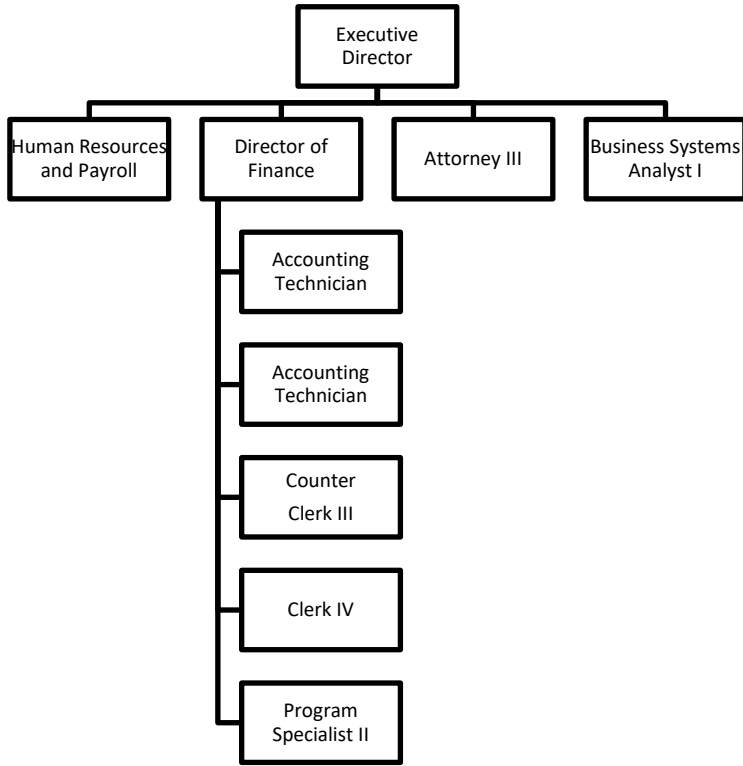 Executive
Director
Human Resources
and Payroll
Director of
Finance
Attorney III
Business Systems
Analyst I
Accounting
Technician
Accounting
Technician
Counter
Clerk III
Clerk IV
Program
Specialist II